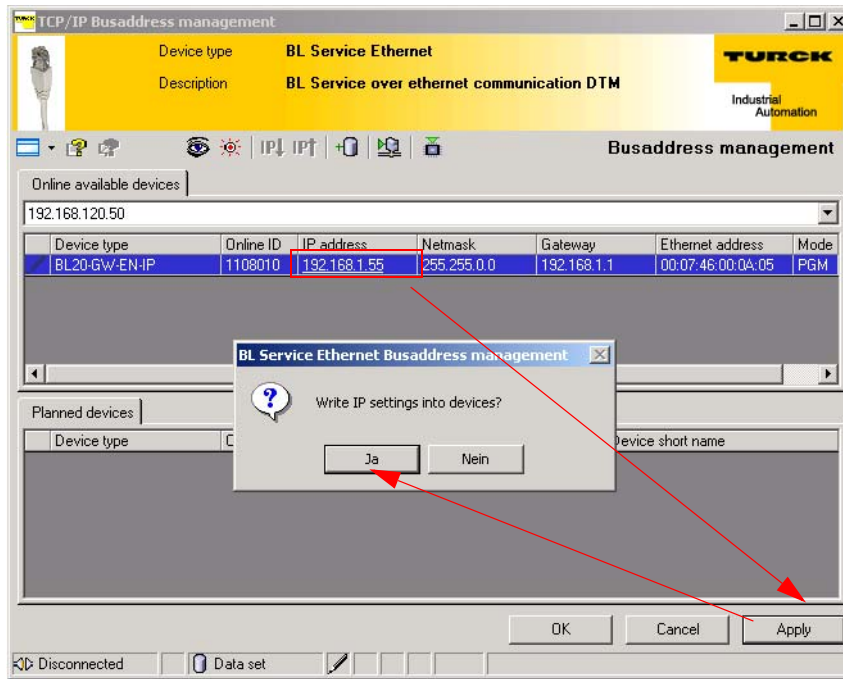 TCP/IP Busaddress management
Device type BL Service Ethernet
Description BL Service over ethernet communication DTM
TURCK
Industrial
Automation
IP IP Busaddress management
Online available devices
192.168.120.50
Device type Online ID IP address Netmask Gateway Ethernet address Mode
BL20-GW-EN-IP 1108010 192.168.1.55 255.255.0.0 192.168.1.1 00:07:46:00:0A:05 PGM
BL Service Ethernet Busaddress management
Write IP settings into devices?
Ja Nein
Planned devices
Device type Device short name
OK Cancel Apply
Disconnected Data set